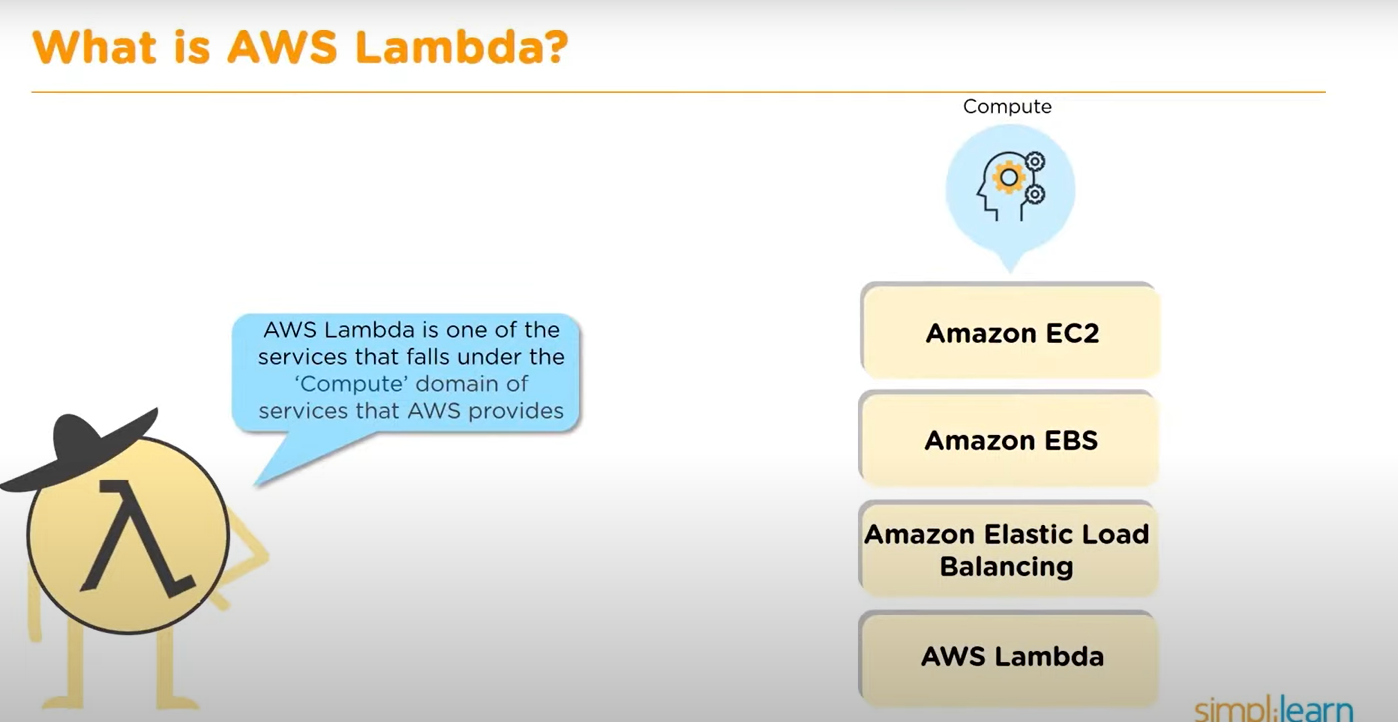 What is AWS Lambda?
Compute
AWS Lambda is one of the
services that falls under the
‘Compute’ domain of
services that AWS provides
λ
Amazon EC2
Amazon EBS
Amazon Elastic Load
Balancing
AWS Lambda
simplilearn